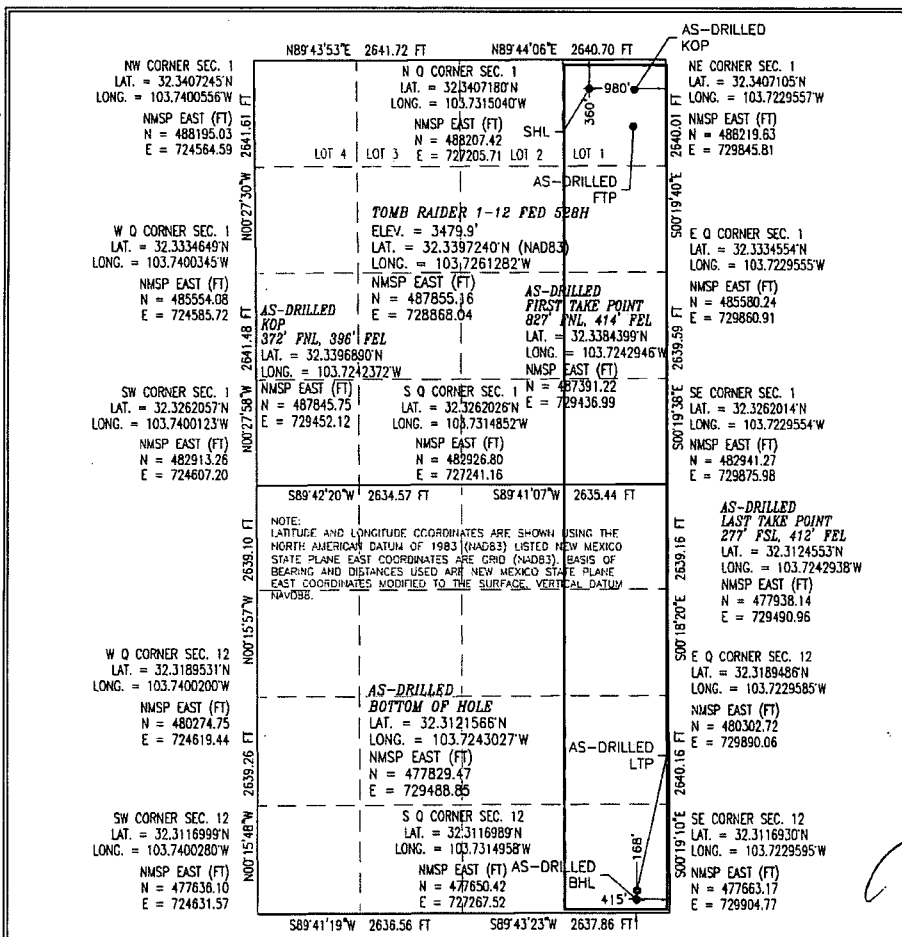 AS-DRILLED
KOP
N89°43'53"E 2641.72 FT
N89°44'06"E 2640.70 FT
NW CORNER SEC. 1
LAT. = 32.3407245'N
LONG. = 103.7400556'W
NMSP EAST (FT)
N = 488195.03
E = 724564.59
N Q CORNER SEC. 1
LAT. = 32.3407180'N
LONG. = 103.7315040'W
NMSP EAST (FT)
N = 488207.42
E = 727205.71
NE CORNER SEC. 1
LAT. = 32.3407105'N
LONG. = 103.7229557'W
NMSP EAST (FT)
N = 488219.63
E = 729845.81
980'
360'
SHL
LOT 4
LOT 3
LOT 2
LOT 1
AS-DRILLED
FTP
2641.61 FT
N00°27'30"W
2640.01 FT
S00°19'40"E
TOMB RAIDER 1-12 FED 528H
ELEV. = 3479.9'
LAT. = 32.3397240'N (NAD83)
LONG. = 103.7261282'W
NMSP EAST (FT)
N = 487855.16
E = 728868.04
W Q CORNER SEC. 1
LAT. = 32.3334649'N
LONG. = 103.7400345'W
NMSP EAST (FT)
N = 485554.08
E = 724585.72
E Q CORNER SEC. 1
LAT. = 32.3334554'N
LONG. = 103.7229555'W
NMSP EAST (FT)
N = 485580.24
E = 729860.91
AS-DRILLED
KOP
372' FNL, 396' FEL
LAT. = 32.3396890'N
LONG. = 103.7242372'W
NMSP EAST (FT)
N = 487845.75
E = 729452.12
AS-DRILLED
FIRST TAKE POINT
827' FNL, 414' FEL
LAT. = 32.3384399'N
LONG. = 103.7242946'W
NMSP EAST (FT)
N = 487391.22
E = 729436.99
2641.48 FT
N00°27'58"W
2639.59 FT
S00°19'38"E
SW CORNER SEC. 1
LAT. = 32.3262057'N
LONG. = 103.7400123'W
NMSP EAST (FT)
N = 482913.26
E = 724607.20
S Q CORNER SEC. 1
LAT. = 32.3262026'N
LONG. = 103.7314852'W
NMSP EAST (FT)
N = 482926.80
E = 727241.16
SE CORNER SEC. 1
LAT. = 32.3262014'N
LONG. = 103.7229554'W
NMSP EAST (FT)
N = 482941.27
E = 729875.98
S89°42'20"W 2634.57 FT
S89°41'07"W 2635.44 FT
NOTE:
LATITUDE AND LONGITUDE COORDINATES ARE SHOWN USING THE
NORTH AMERICAN DATUM OF 1983 (NAD83). LISTED NEW MEXICO
STATE PLANE EAST COORDINATES ARE GRID (NAD83). BASIS OF
BEARING AND DISTANCES USED ARE NEW MEXICO STATE PLANE
EAST COORDINATES MODIFIED TO THE SURFACE. VERTICAL DATUM
NAVD88.
2639.10 FT
N00°15'57"W
2639.16 FT
S00°18'20"E
AS-DRILLED
LAST TAKE POINT
277' FSL, 412' FEL
LAT. = 32.3124553'N
LONG. = 103.7242938'W
NMSP EAST (FT)
N = 477938.14
E = 729490.96
W Q CORNER SEC. 12
LAT. = 32.3189531'N
LONG. = 103.7400200'W
NMSP EAST (FT)
N = 480274.75
E = 724619.44
E Q CORNER SEC. 12
LAT. = 32.3189486'N
LONG. = 103.7229585'W
NMSP EAST (FT)
N = 480302.72
E = 729890.06
AS-DRILLED
BOTTOM OF HOLE
LAT. = 32.3121566'N
LONG. = 103.7243027'W
NMSP EAST (FT)
N = 477829.47
E = 729488.85
AS-DRILLED
LTP
2639.26 FT
N00°15'48"W
2640.16 FT
S00°19'10"E
SW CORNER SEC. 12
LAT. = 32.3116999'N
LONG. = 103.7400280'W
NMSP EAST (FT)
N = 477636.10
E = 724631.57
S Q CORNER SEC. 12
LAT. = 32.3116989'N
LONG. = 103.7314958'W
NMSP EAST (FT)
N = 477650.42
E = 727267.52
SE CORNER SEC. 12
LAT. = 32.3116930'N
LONG. = 103.7229595'W
NMSP EAST (FT)
N = 477663.17
E = 729904.77
AS-DRILLED
BHL
168'
415'
S89°41'19"W 2636.56 FT
S89°43'23"W 2637.86 FT